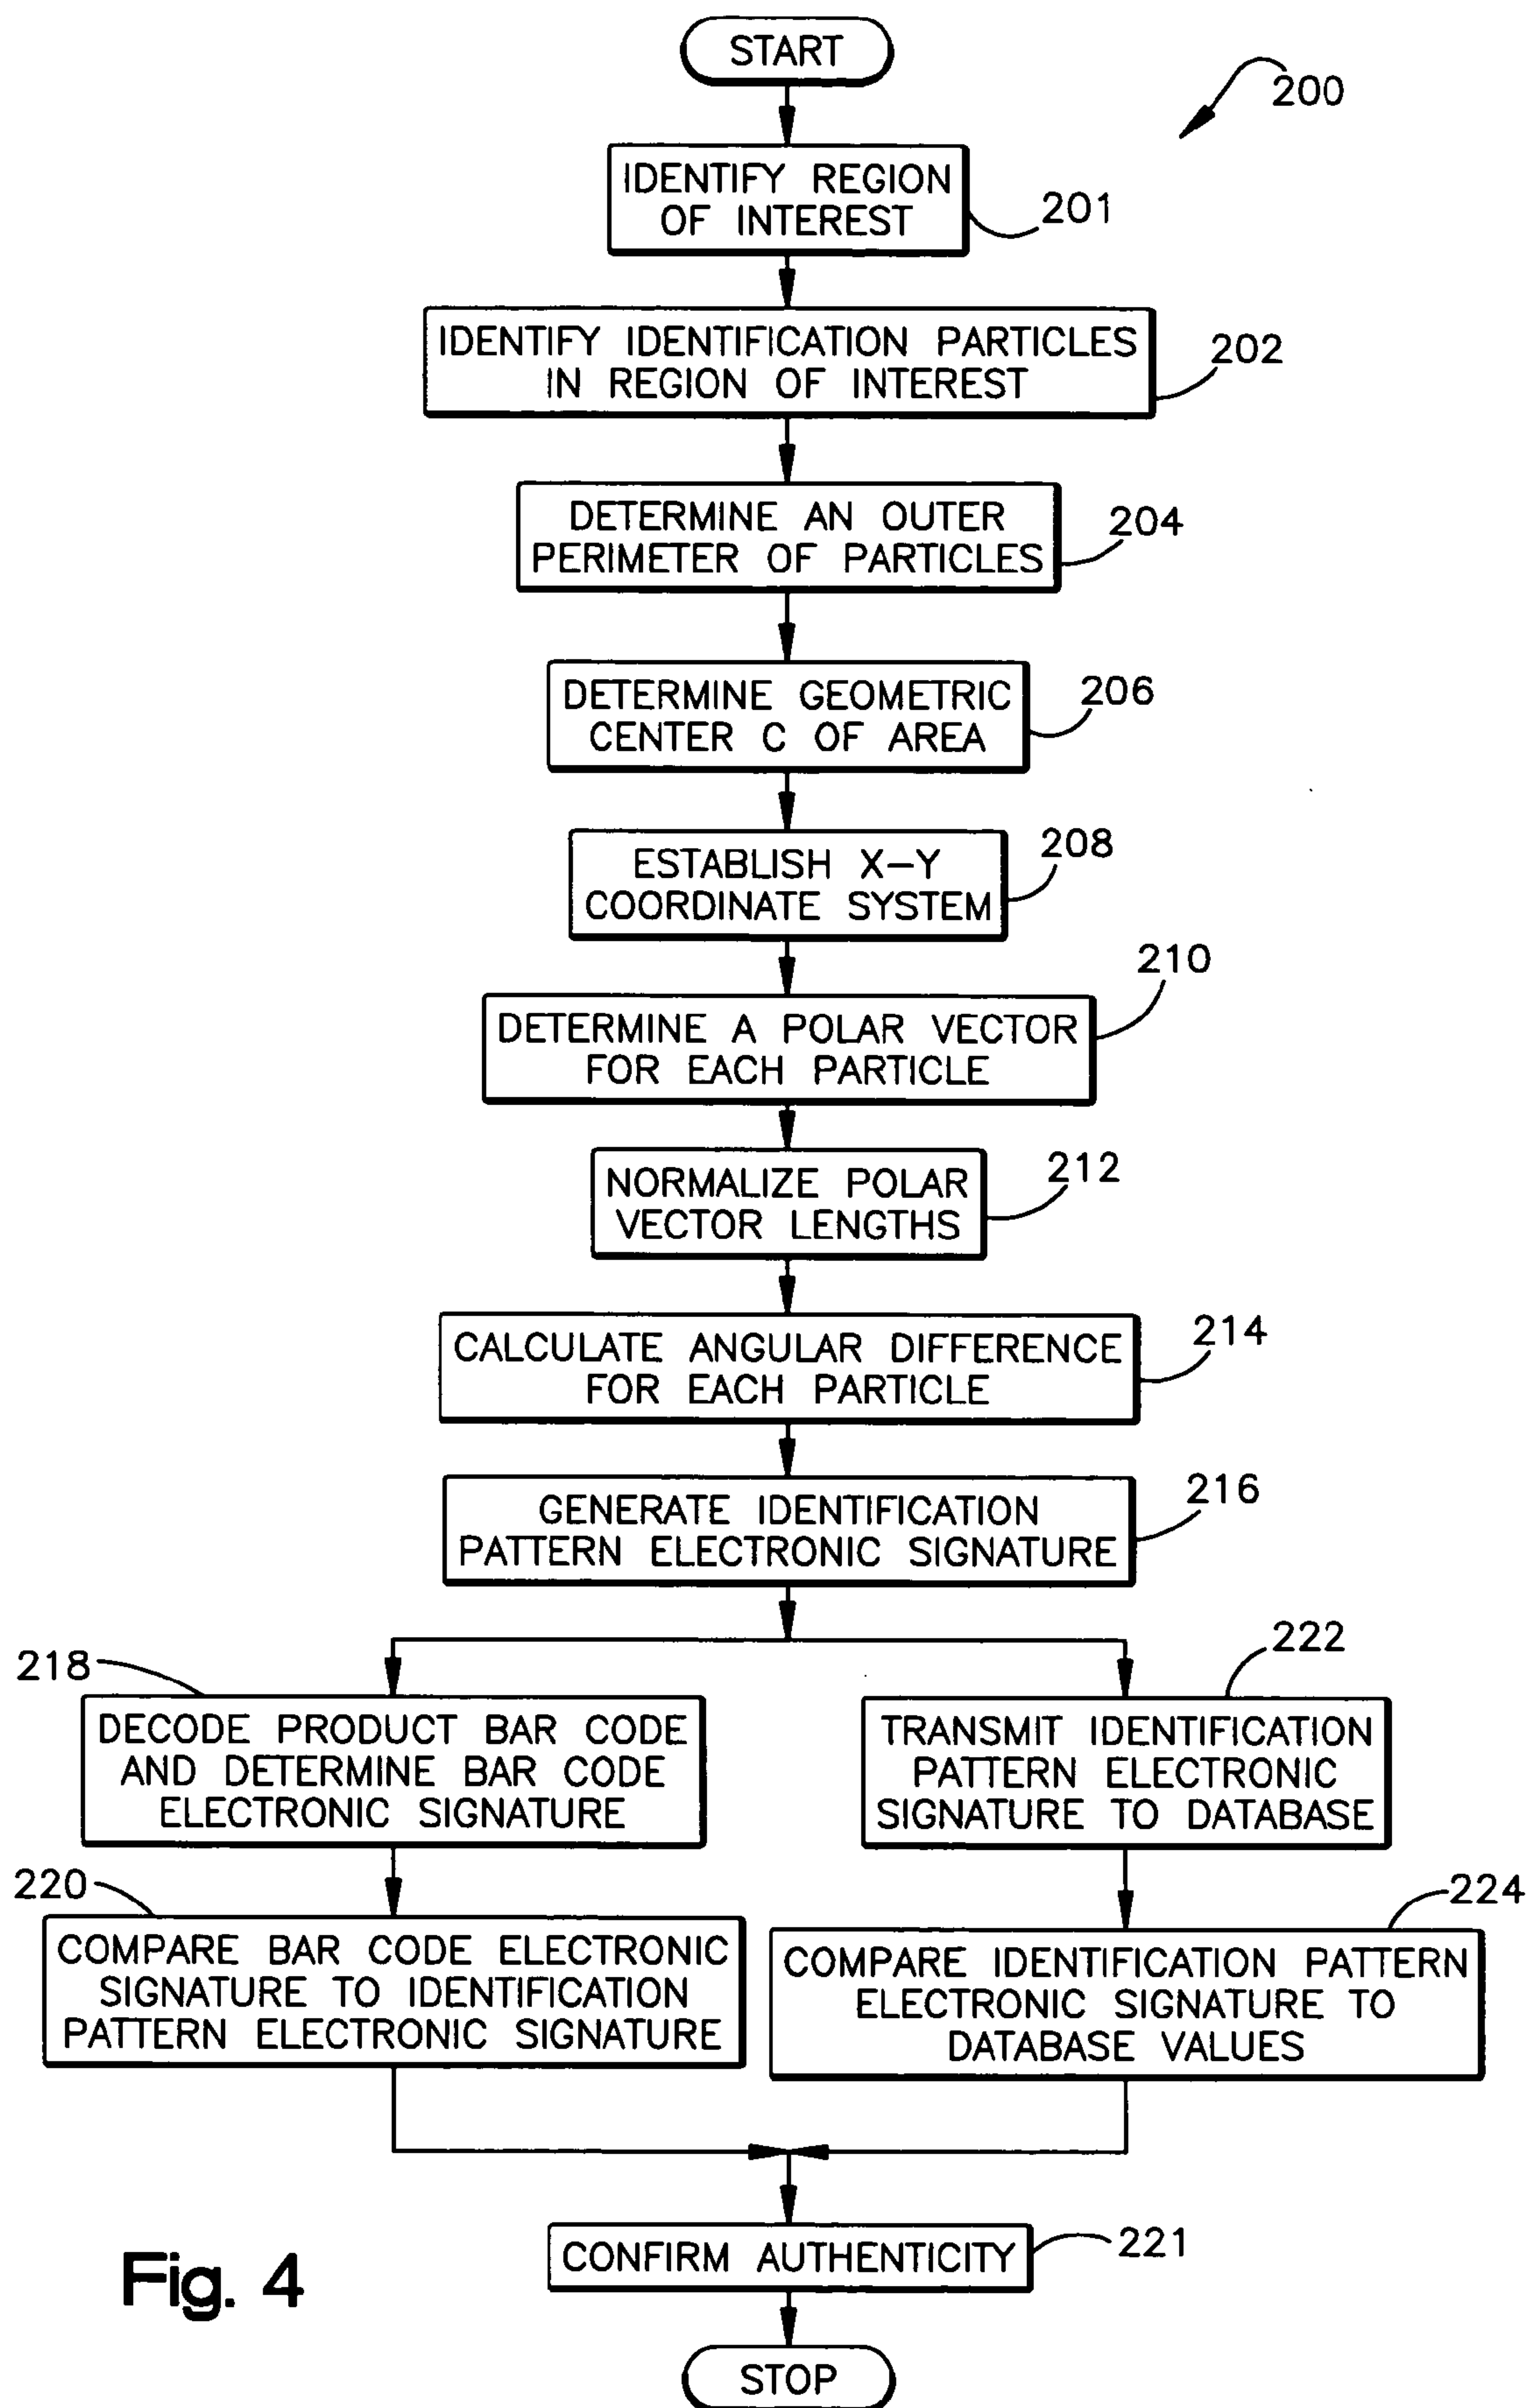 START
200
IDENTIFY REGION
OF INTEREST
201
IDENTIFY IDENTIFICATION PARTICLES
IN REGION OF INTEREST
202
DETERMINE AN OUTER
PERIMETER OF PARTICLES
204
DETERMINE GEOMETRIC
CENTER C OF AREA
206
ESTABLISH X-Y
COORDINATE SYSTEM
208
DETERMINE A POLAR VECTOR
FOR EACH PARTICLE
210
NORMALIZE POLAR
VECTOR LENGTHS
212
CALCULATE ANGULAR DIFFERENCE
FOR EACH PARTICLE
214
GENERATE IDENTIFICATION
PATTERN ELECTRONIC SIGNATURE
216
218
DECODE PRODUCT BAR CODE
AND DETERMINE BAR CODE
ELECTRONIC SIGNATURE
222
TRANSMIT IDENTIFICATION
PATTERN ELECTRONIC
SIGNATURE TO DATABASE
220
COMPARE BAR CODE ELECTRONIC
SIGNATURE TO IDENTIFICATION
PATTERN ELECTRONIC SIGNATURE
224
COMPARE IDENTIFICATION PATTERN
ELECTRONIC SIGNATURE TO
DATABASE VALUES
CONFIRM AUTHENTICITY
221
Fig. 4
STOP